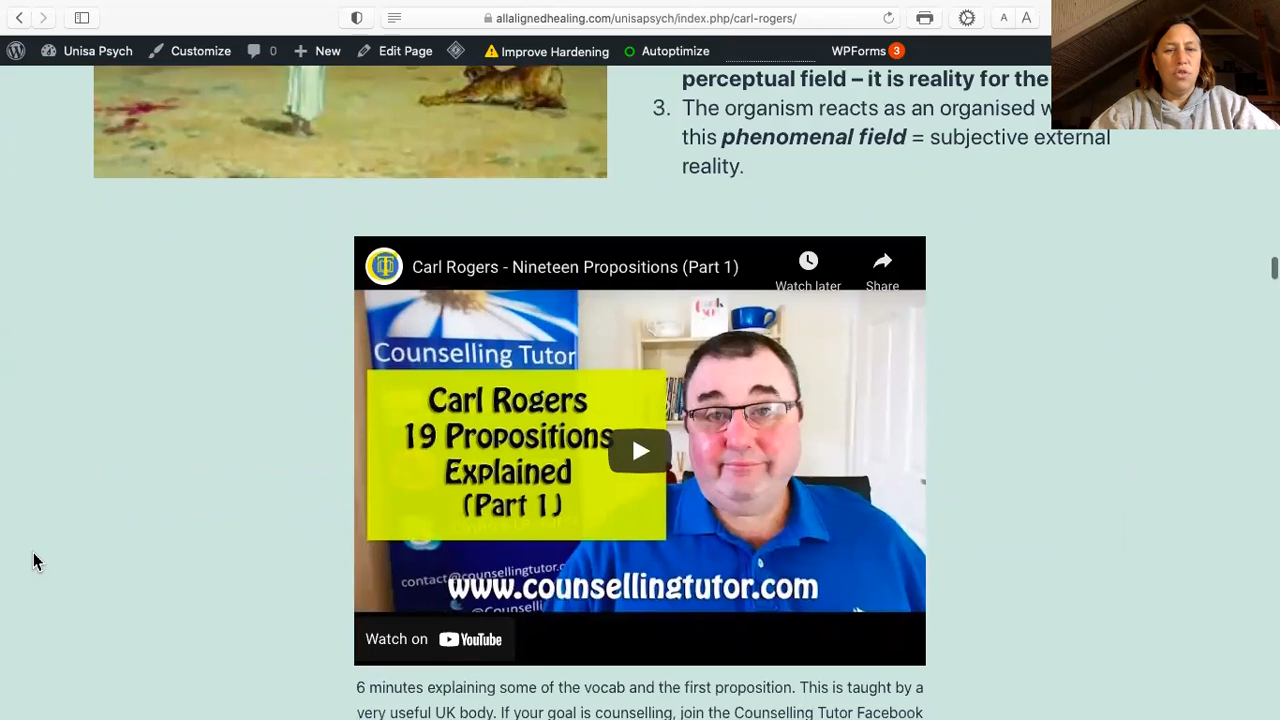 allalignedhealing.com/unisapsych/index.php/carl-rogers/
A A
Unisa Psych Customize 0 New Edit Page Improve Hardening Autoptimize WPForms 3
perceptual field – it is reality for the
3. The organism reacts as an organised
this phenomenal field = subjective external
reality.
Carl Rogers - Nineteen Propositions (Part 1)
Watch later Share
Counselling Tutor
Carl Rogers
19 Propositions
Explained
(Part 1)
contact@counsellingtutor.
www.counsellingtutor.com
@Counselling
Watch on YouTube
6 minutes explaining some of the vocab and the first proposition. This is taught by a
very useful UK body. If your goal is counselling, join the Counselling Tutor Facebook